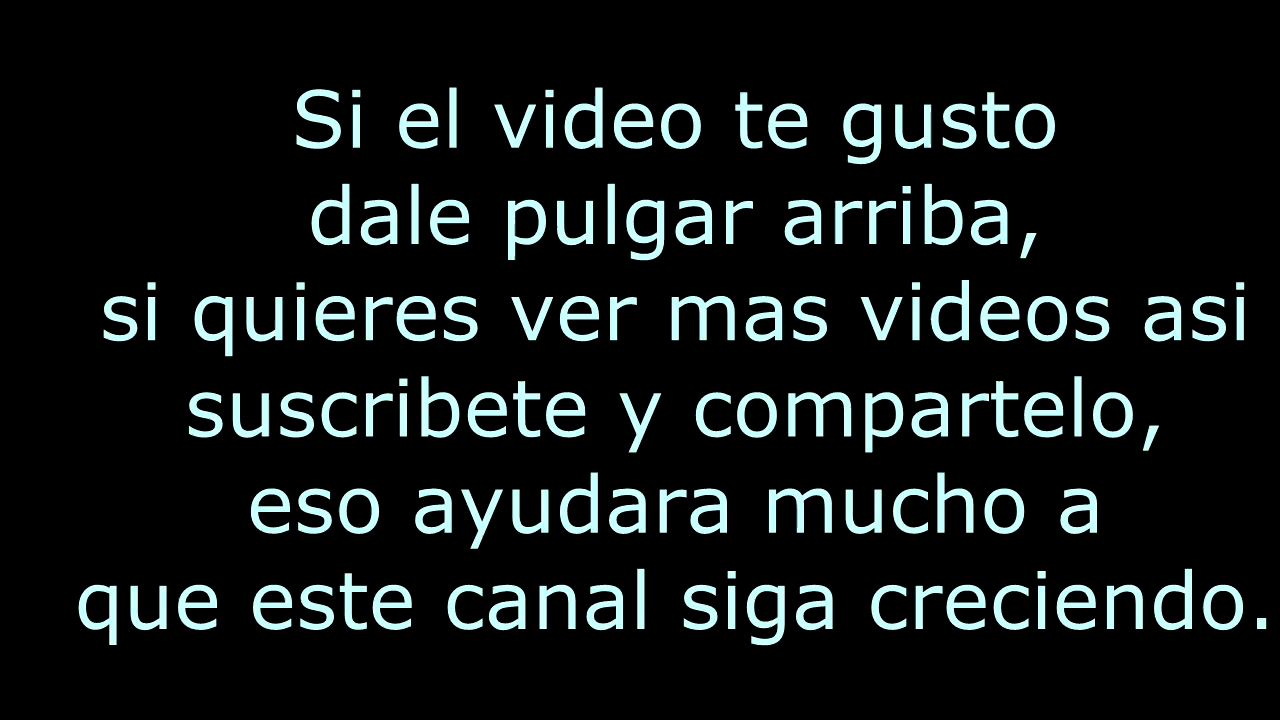 Si el video te gusto
dale pulgar arriba,
si quieres ver mas videos asi
suscribete y compartelo,
eso ayudara mucho a
que este canal siga creciendo.